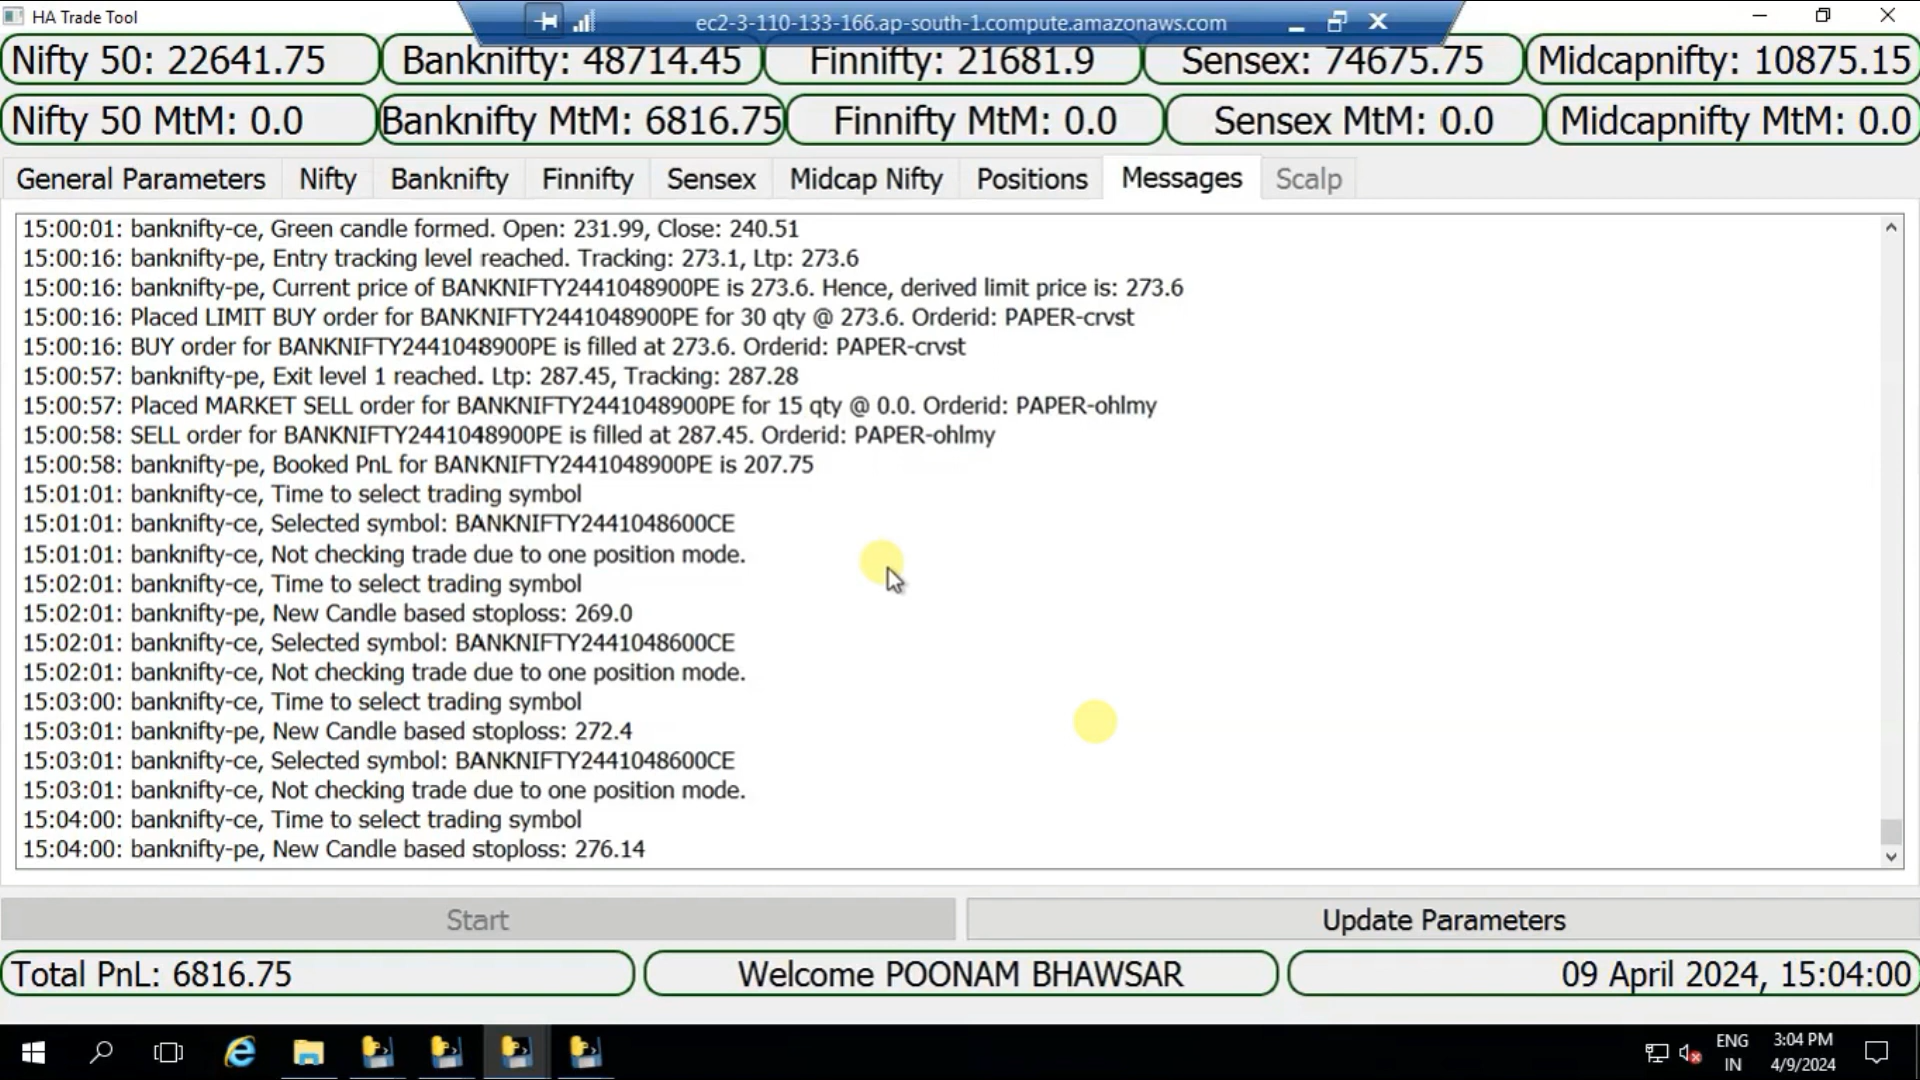 HA Trade Tool
ec2-3-110-133-166.ap-south-1.compute.amazonaws.com
Nifty 50: 22641.75
Banknifty: 48714.45
Finnifty: 21681.9
Sensex: 74675.75
Midcapnifty: 10875.15
Nifty 50 MtM: 0.0
Banknifty MtM: 6816.75
Finnifty MtM: 0.0
Sensex MtM: 0.0
Midcapnifty MtM: 0.0
General Parameters
Nifty
Banknifty
Finnifty
Sensex
Midcap Nifty
Positions
Messages
Scalp
15:00:01: banknifty-ce, Green candle formed. Open: 231.99, Close: 240.51
15:00:16: banknifty-pe, Entry tracking level reached. Tracking: 273.1, Ltp: 273.6
15:00:16: banknifty-pe, Current price of BANKNIFTY2441048900PE is 273.6. Hence, derived limit price is: 273.6
15:00:16: Placed LIMIT BUY order for BANKNIFTY2441048900PE for 30 qty @ 273.6. Orderid: PAPER-crvst
15:00:16: BUY order for BANKNIFTY2441048900PE is filled at 273.6. Orderid: PAPER-crvst
15:00:57: banknifty-pe, Exit level 1 reached. Ltp: 287.45, Tracking: 287.28
15:00:57: Placed MARKET SELL order for BANKNIFTY2441048900PE for 15 qty @ 0.0. Orderid: PAPER-ohlmy
15:00:58: SELL order for BANKNIFTY2441048900PE is filled at 287.45. Orderid: PAPER-ohlmy
15:00:58: banknifty-pe, Booked PnL for BANKNIFTY2441048900PE is 207.75
15:01:01: banknifty-ce, Time to select trading symbol
15:01:01: banknifty-ce, Selected symbol: BANKNIFTY2441048600CE
15:01:01: banknifty-ce, Not checking trade due to one position mode.
15:02:01: banknifty-ce, Time to select trading symbol
15:02:01: banknifty-pe, New Candle based stoploss: 269.0
15:02:01: banknifty-ce, Selected symbol: BANKNIFTY2441048600CE
15:02:01: banknifty-ce, Not checking trade due to one position mode.
15:03:00: banknifty-ce, Time to select trading symbol
15:03:01: banknifty-pe, New Candle based stoploss: 272.4
15:03:01: banknifty-ce, Selected symbol: BANKNIFTY2441048600CE
15:03:01: banknifty-ce, Not checking trade due to one position mode.
15:04:00: banknifty-ce, Time to select trading symbol
15:04:00: banknifty-pe, New Candle based stoploss: 276.14
Start
Update Parameters
Total PnL: 6816.75
Welcome POONAM BHAWSAR
09 April 2024, 15:04:00
ENG
IN
3:04 PM
4/9/2024